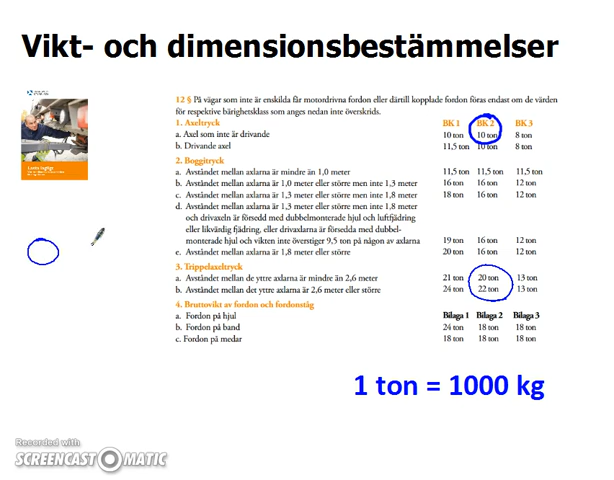 Vikt- och dimensionsbestämmelser
12 § På vägar som inte är enskilda får motordrivna fordon eller därtill kopplade fordon föras endast om de värden
för respektive bärighetsklass som anges nedan inte överskrids.
1. Axeltryck BK 1 BK 2 BK 3
a. Axel som inte är drivande 10 ton 10 ton 8 ton
b. Drivande axel 11,5 ton 10 ton 8 ton
2. Boggitryck
a. Avståndet mellan axlarna är mindre än 1,0 meter 11,5 ton 11,5 ton 11,5 ton
b. Avståndet mellan axlarna är 1,0 meter eller större men inte 1,3 meter 16 ton 16 ton 12 ton
c. Avståndet mellan axlarna är 1,3 meter eller större men inte 1,8 meter 18 ton 16 ton 12 ton
d. Avståndet mellan axlarna är 1,3 meter eller större men inte 1,8 meter
och drivaxeln är försedd med dubbelmonterade hjul och luftfjädring
eller likvärdig fjädring, eller drivaxlarna är försedda med dubbel-
monterade hjul och vikten inte överstiger 9,5 ton på någon av axlarna 19 ton 16 ton 12 ton
e. Avståndet mellan axlarna är 1,8 meter eller större 20 ton 16 ton 12 ton
3. Trippelaxeltryck
a. Avståndet mellan de yttre axlarna är mindre än 2,6 meter 21 ton 20 ton 13 ton
b. Avståndet mellan det yttre axlarna är 2,6 meter eller större 24 ton 22 ton 13 ton
4. Bruttovikt av fordon och fordonståg
a. Fordon på hjul Bilaga 1 Bilaga 2 Bilaga 3
b. Fordon på band 24 ton 18 ton 18 ton
c. Fordon på medar 18 ton 18 ton 18 ton
1 ton = 1000 kg
Recorded with
SCREENCAST-O-MATIC